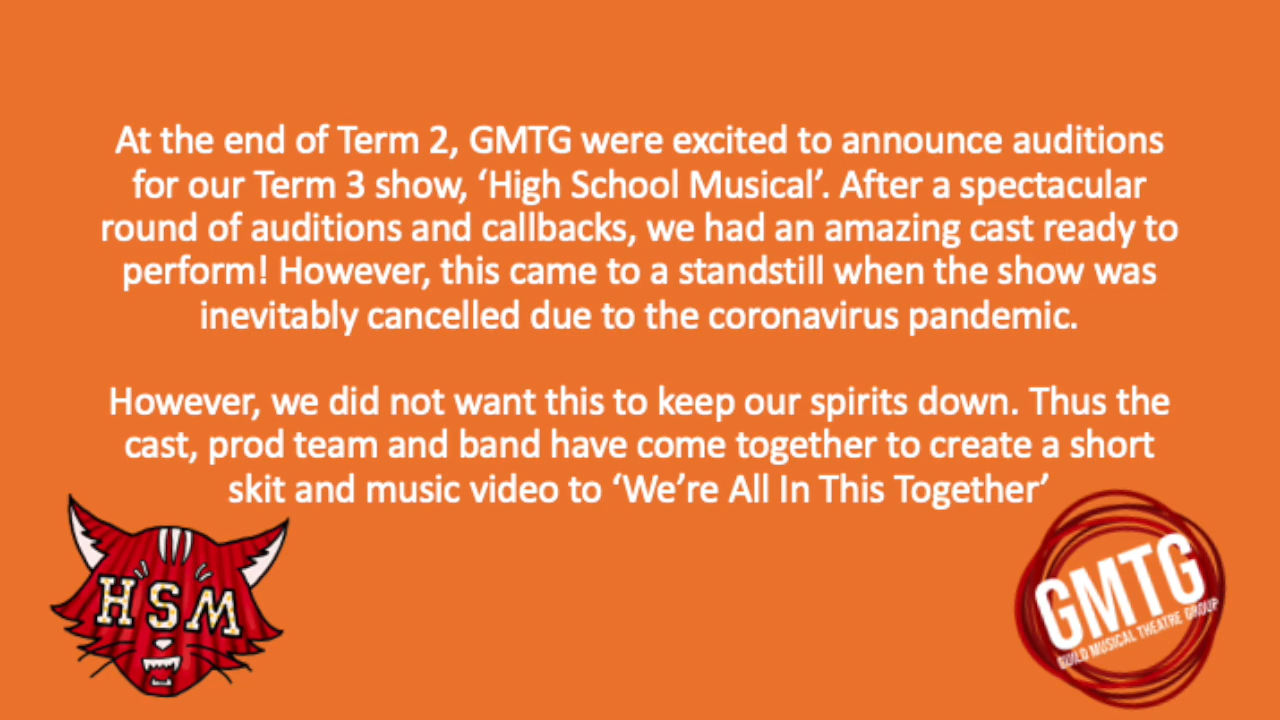 At the end of Term 2, GMTG were excited to announce auditions
for our Term 3 show, ‘High School Musical’. After a spectacular
round of auditions and callbacks, we had an amazing cast ready to
perform! However, this came to a standstill when the show was
inevitably cancelled due to the coronavirus pandemic.
However, we did not want this to keep our spirits down. Thus the
cast, prod team and band have come together to create a short
skit and music video to ‘We’re All In This Together’
HSM
GMTG
GUILD MUSICAL THEATRE GROUP